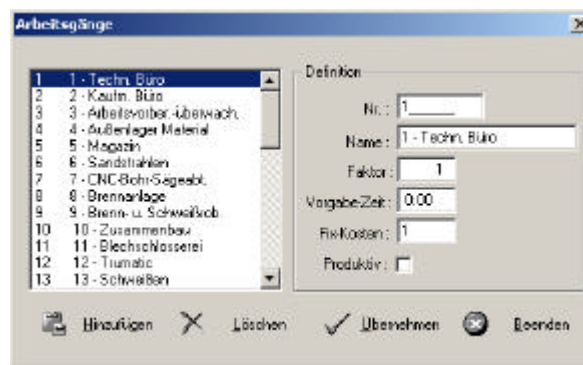 Arbeitsgänge
1 1 - Techn. Büro
2 2 - Kaufm. Büro
3 3 - Arbeitsvorber.-überwach.
4 4 - Außenlager Material
5 5 - Magazin
6 6 - Sandstrahlen
7 7 - CNC-Bohr-Sägeabt.
8 8 - Brennanlage
9 9 - Brenn- u. Schweißrob.
10 10 - Zusammenbau
11 11 - Blechschlosserei
12 12 - Trumatic
13 13 - Schweißen
Definition
Nr. : 1______
Name : 1 - Techn. Büro
Faktor : 1
Vorgabe-Zeit : 0.00
Fix-Kosten : 1
Produktiv :
Hinzufügen Löschen Übernehmen Beenden